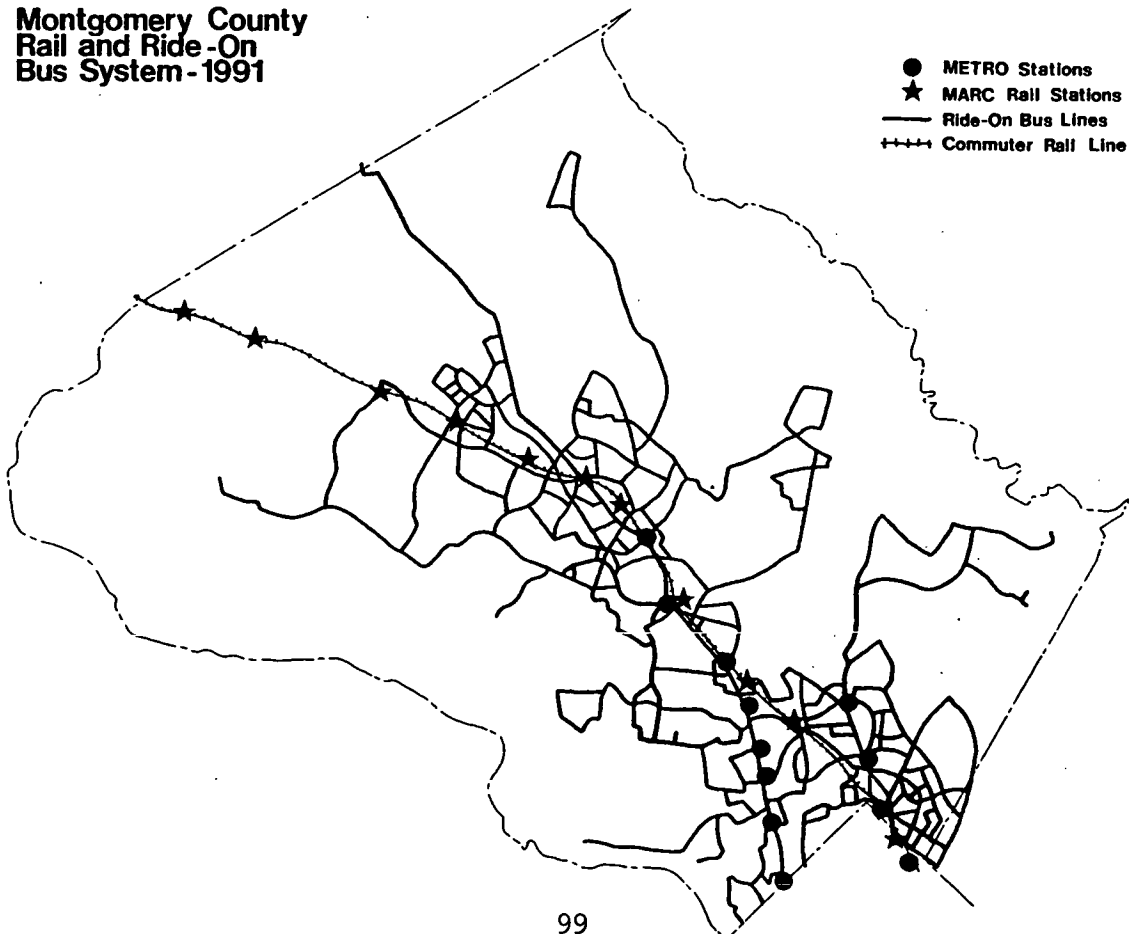 Montgomery County
Rail and Ride-On
Bus System-1991
METRO Stations
MARC Rail Stations
Ride-On Bus Lines
Commuter Rail Line
99